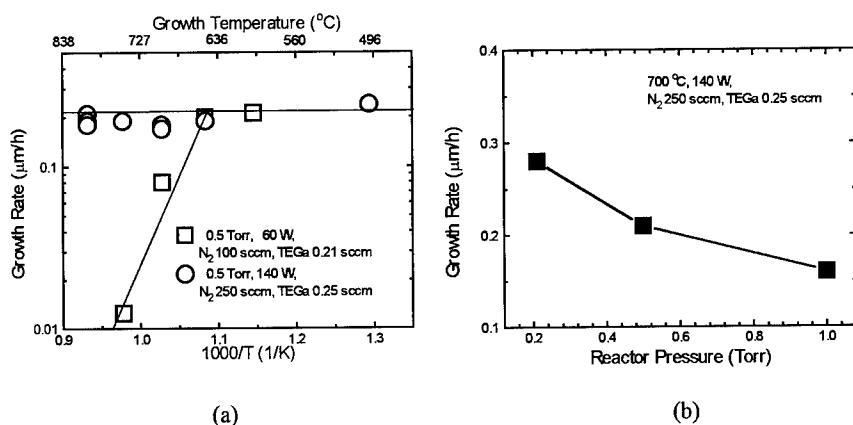 Growth Temperature (°C)
838 727 636 560 496
0.1
0.01
Growth Rate (μm/h)
0.5 Torr, 60 W,
N2 100 sccm, TEGa 0.21 sccm
0.5 Torr, 140 W,
N2 250 sccm, TEGa 0.25 sccm
0.9 1.0 1.1 1.2 1.3
1000/T (1/K)
(a)
0.4
0.3
0.2
0.1
Growth Rate (μm/h)
700 °C, 140 W,
N2 250 sccm, TEGa 0.25 sccm
0.2 0.4 0.6 0.8 1.0
Reactor Pressure (Torr)
(b)